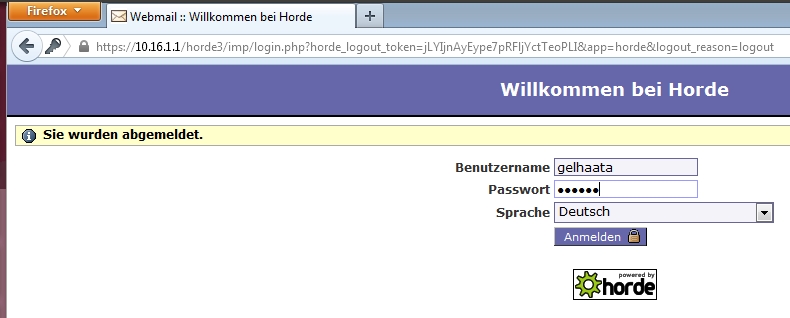 Firefox
Webmail :: Willkommen bei Horde
https://10.16.1.1/horde3/imp/login.php?horde_logout_token=jLYIjnAyEype7pRFIjYctTeoPLI&app=horde&logout_reason=logout
Willkommen bei Horde
Sie wurden abgemeldet.
Benutzername gelhaata
Passwort ••••••
Sprache Deutsch
Anmelden
powered by
horde